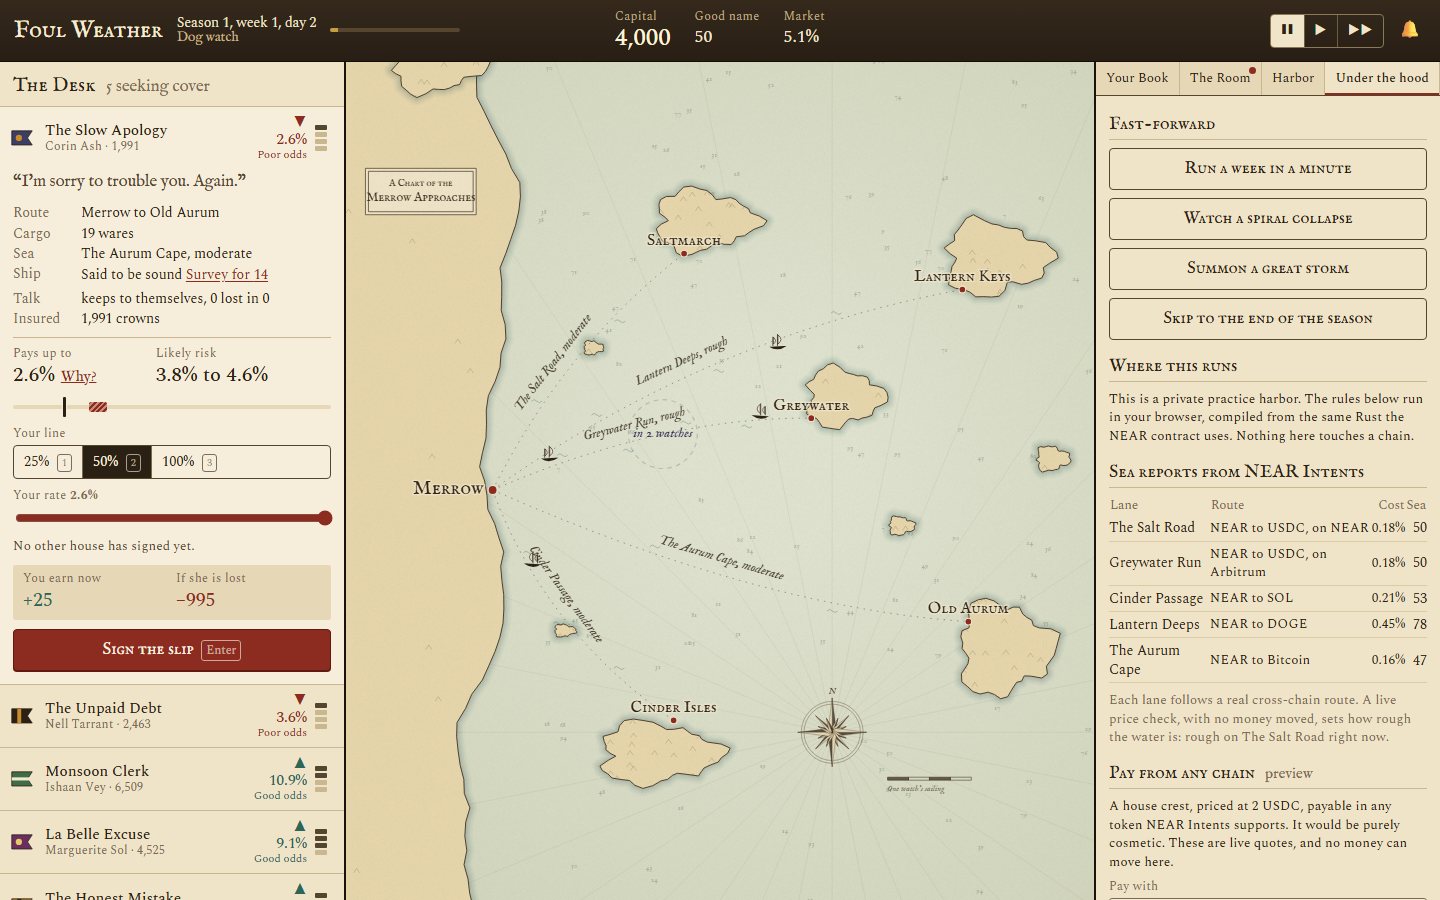 Foul Weather
Season 1, week 1, day 2
Dog watch
Capital
4,000
Good name
50
Market
5.1%
The Desk 5 seeking cover
The Slow Apology
Corin Ash · 1,991
2.6%
Poor odds
“I’m sorry to trouble you. Again.”
Route Merrow to Old Aurum
Cargo 19 wares
Sea The Aurum Cape, moderate
Ship Said to be sound Survey for 14
Talk keeps to themselves, 0 lost in 0
Insured 1,991 crowns
Pays up to
2.6% Why?
Likely risk
3.8% to 4.6%
Your line
25% 1 50% 2 100% 3
Your rate 2.6%
No other house has signed yet.
You earn now
+25
If she is lost
−995
Sign the slip Enter
The Unpaid Debt
Nell Tarrant · 2,463
3.6%
Poor odds
Monsoon Clerk
Ishaan Vey · 6,509
10.9%
Good odds
La Belle Excuse
Marguerite Sol · 4,525
9.1%
Good odds
The Honest Mistake
A Chart of the
Merrow Approaches
Saltmarch
Lantern Keys
The Salt Road, moderate
Lantern Deeps, rough
Greywater
Greywater Run, rough
in 2 watches
Merrow
Cinder Passage, moderate
The Aurum Cape, moderate
Old Aurum
Cinder Isles
N
One watch's sailing
Your Book
The Room
Harbor
Under the hood
Fast-forward
Run a week in a minute
Watch a spiral collapse
Summon a great storm
Skip to the end of the season
Where this runs
This is a private practice harbor. The rules below run
in your browser, compiled from the same Rust the
NEAR contract uses. Nothing here touches a chain.
Sea reports from NEAR Intents
Lane Route Cost Sea
The Salt Road NEAR to USDC, on NEAR 0.18% 50
Greywater Run NEAR to USDC, on
Arbitrum 0.18% 50
Cinder Passage NEAR to SOL 0.21% 53
Lantern Deeps NEAR to DOGE 0.45% 78
The Aurum
Cape NEAR to Bitcoin 0.16% 47
Each lane follows a real cross-chain route. A live
price check, with no money moved, sets how rough
the water is: rough on The Salt Road right now.
Pay from any chain preview
A house crest, priced at 2 USDC, payable in any
token NEAR Intents supports. It would be purely
cosmetic. These are live quotes, and no money can
move here.
Pay with